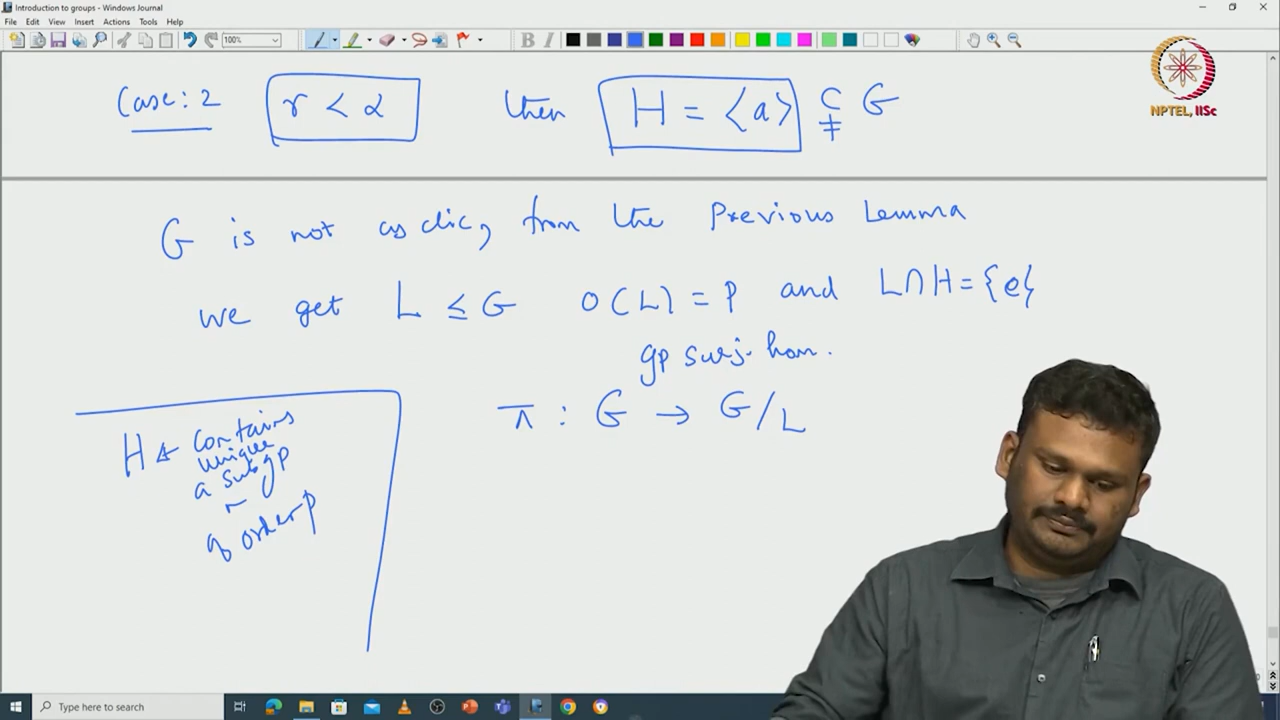 Introduction to groups - Windows Journal
File Edit View Insert Actions Tools Help
100%
B I
NPTEL, IISc
Case: 2 r < α then H = ⟨a⟩ ⊊ G
G is not cyclic, from the Previous Lemma
we get L ≤ G O(L) = P and L∩H = {e}
gp surj. hom.
π : G → G/L
H ← contains
unique
a subgp
of order p
Type here to search